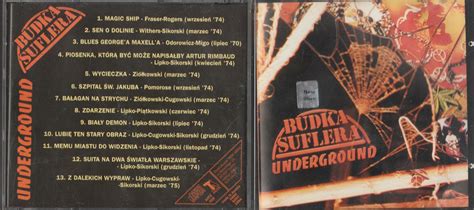 BUDKA
SUFLERA
UNDERGROUND
1. MAGIC SHIP - Fraser-Rogers (wrzesień '74)
2. SEN O DOLINIE - Withers-Sikorski (marzec '74)
3. BLUES GEORGE'A MAXELL'A - Odorowicz-Migo (lipiec '70)
4. PIOSENKA, KTÓRĄ BYĆ MOŻE NAPISAŁBY ARTUR RIMBAUD
- Lipko-Sikorski (kwiecień '74)
5. WYCIECZKA - Ziółkowski (marzec '74)
6. SZPITAL ŚW. JAKUBA - Pomorose (wrzesień '74)
7. BAŁAGAN NA STRYCHU - Ziółkowski-Cugowski (marzec '74)
8. ZDARZENIE - Lipko-Piątkowski (czerwiec '74)
9. BIAŁY DEMON - Lipko-Sikorski (lipiec '74)
10. LUBIĘ TEN STARY OBRAZ - Lipko-Cugowski-Sikorski (grudzień '74)
11. MEMU MIASTU DO WIDZENIA - Lipko-Sikorski (listopad '74)
12. SUITA NA DWA ŚWIATŁA WARSZAWSKIE - Lipko-Sikorski
(grudzień '74)
13. Z DALEKICH WYPRAW - Lipko-Cugowski-
-Sikorski (marzec '75)
BUDKA
SUFLERA
UNDERGROUND